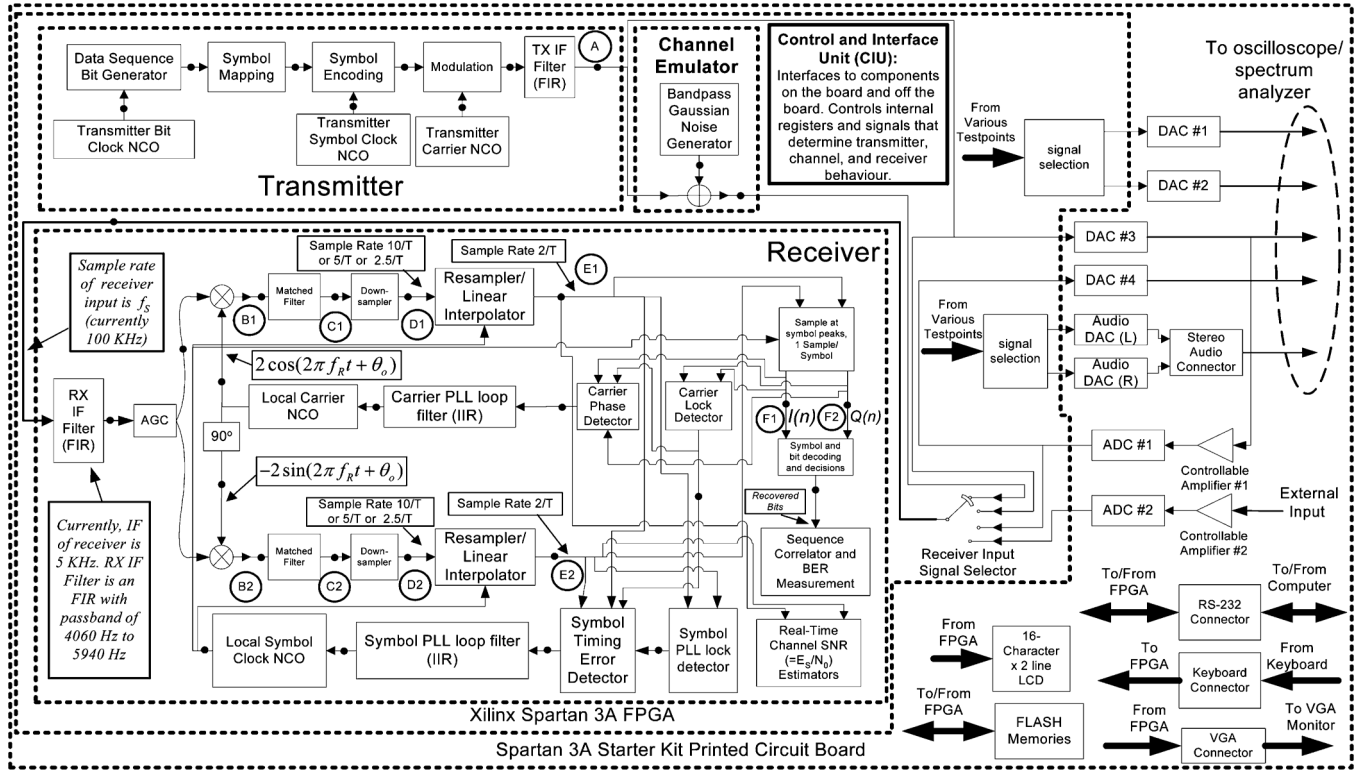 Data Sequence
Bit Generator
Symbol
Mapping
Symbol
Encoding
Modulation
TX IF
Filter
(FIR)
A
Transmitter Bit
Clock NCO
Transmitter
Symbol Clock
NCO
Transmitter
Carrier NCO
Transmitter
Channel
Emulator
Bandpass
Gaussian
Noise
Generator
Control and Interface
Unit (CIU):
Interfaces to components
on the board and off the
board. Controls internal
registers and signals that
determine transmitter,
channel, and receiver
behaviour.
From
Various
Testpoints
signal
selection
DAC #1
DAC #2
To oscilloscope/
spectrum
analyzer
DAC #3
DAC #4
From
Various
Testpoints
signal
selection
Audio
DAC (L)
Audio
DAC (R)
Stereo
Audio
Connector
ADC #1
Controllable
Amplifier #1
ADC #2
Controllable
Amplifier #2
External
Input
Receiver Input
Signal Selector
Receiver
Sample rate
of receiver
input is fS
(currently
100 KHz)
RX
IF
Filter
(FIR)
AGC
Currently, IF
of receiver is
5 KHz. RX IF
Filter is an
FIR with
passband of
4060 Hz to
5940 Hz
B1
Matched
Filter
C1
Down-
sampler
D1
Sample Rate 10/T
or 5/T or 2.5/T
Resampler/
Linear
Interpolator
Sample Rate 2/T
E1
2cos(2π fR t + θo)
Local Carrier
NCO
Carrier PLL loop
filter (IIR)
Carrier
Phase
Detector
Carrier
Lock
Detector
Sample at
symbol peaks,
1 Sample/
Symbol
F1
I(n)
F2
Q(n)
Symbol and
bit decoding
and decisions
Recovered
Bits
Sequence
Correlator and
BER
Measurement
90º
−2sin(2π fR t + θo)
B2
Matched
Filter
C2
Down-
sampler
D2
Sample Rate 10/T
or 5/T or 2.5/T
Resampler/
Linear
Interpolator
Sample Rate 2/T
E2
Local Symbol
Clock NCO
Symbol PLL loop filter
(IIR)
Symbol
Timing
Error
Detector
Symbol
PLL lock
detector
Real-Time
Channel SNR
(=ES/N0)
Estimators
Xilinx Spartan 3A FPGA
Spartan 3A Starter Kit Printed Circuit Board
From
FPGA
16-
Character
x 2 line
LCD
To/From
FPGA
FLASH
Memories
To/From
FPGA
RS-232
Connector
To/From
Computer
To
FPGA
Keyboard
Connector
From
Keyboard
From
FPGA
VGA
Connector
To VGA
Monitor